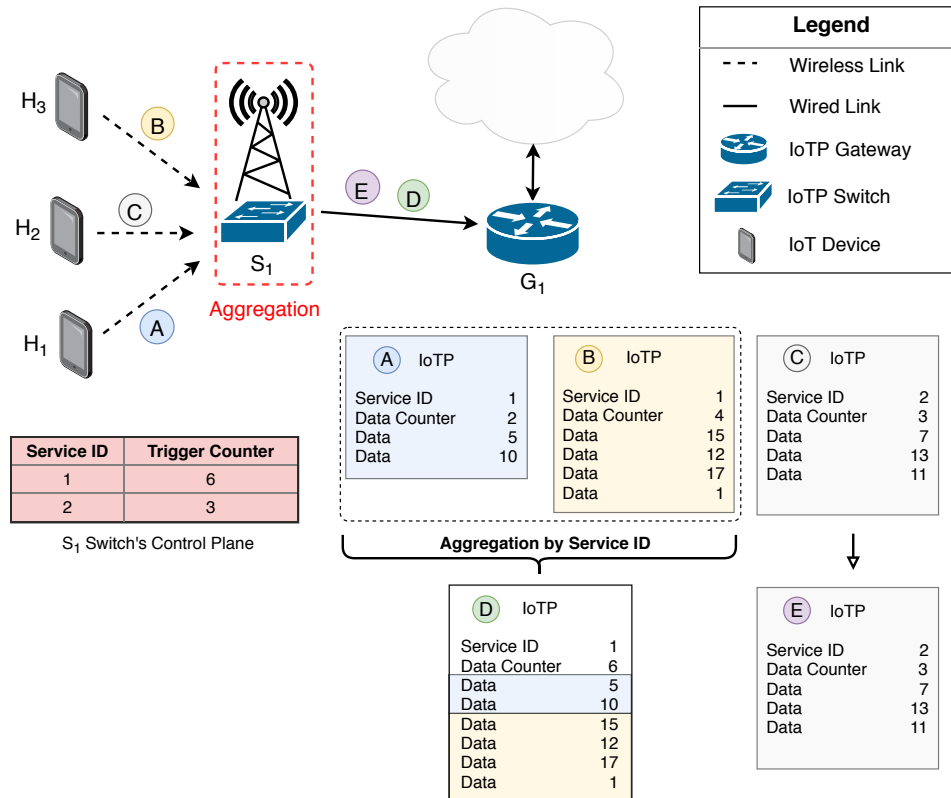 H3
B
H2
C
H1
A
S1
Aggregation
E
D
G1
Legend
Wireless Link
Wired Link
IoTP Gateway
IoTP Switch
IoT Device
Service ID Trigger Counter
1 6
2 3
S1 Switch's Control Plane
A IoTP
Service ID 1
Data Counter 2
Data 5
Data 10
B IoTP
Service ID 1
Data Counter 4
Data 15
Data 12
Data 17
Data 1
C IoTP
Service ID 2
Data Counter 3
Data 7
Data 13
Data 11
Aggregation by Service ID
D IoTP
Service ID 1
Data Counter 6
Data 5
Data 10
Data 15
Data 12
Data 17
Data 1
E IoTP
Service ID 2
Data Counter 3
Data 7
Data 13
Data 11